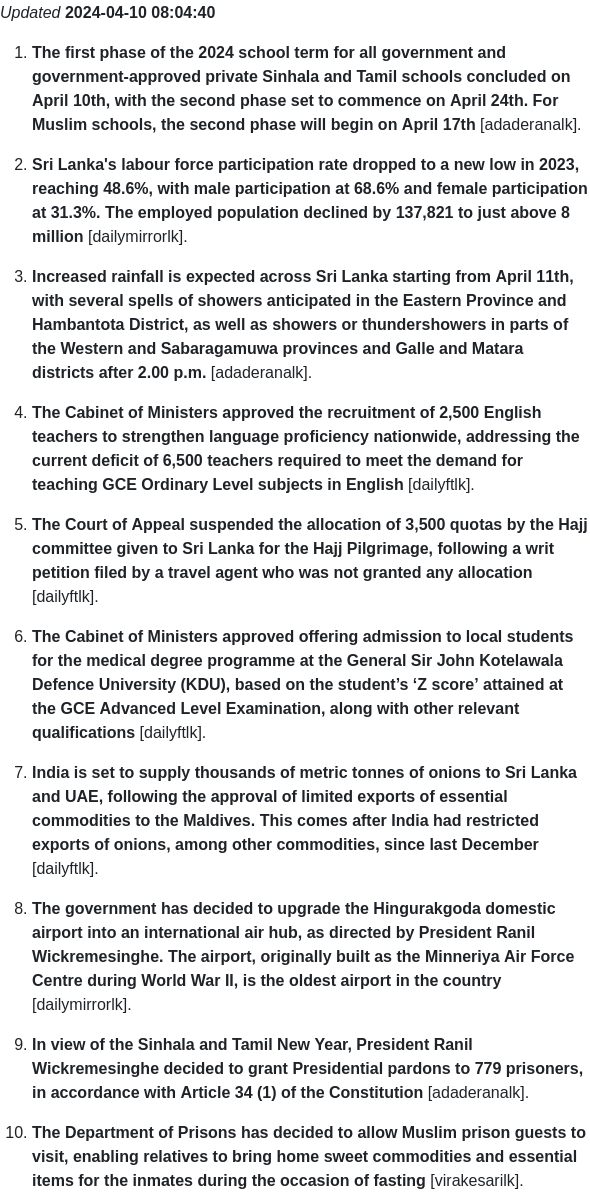 Updated 2024-04-10 08:04:40
1. The first phase of the 2024 school term for all government and
government-approved private Sinhala and Tamil schools concluded on
April 10th, with the second phase set to commence on April 24th. For
Muslim schools, the second phase will begin on April 17th [adaderanalk].
2. Sri Lanka's labour force participation rate dropped to a new low in 2023,
reaching 48.6%, with male participation at 68.6% and female participation
at 31.3%. The employed population declined by 137,821 to just above 8
million [dailymirrorlk].
3. Increased rainfall is expected across Sri Lanka starting from April 11th,
with several spells of showers anticipated in the Eastern Province and
Hambantota District, as well as showers or thundershowers in parts of
the Western and Sabaragamuwa provinces and Galle and Matara
districts after 2.00 p.m. [adaderanalk].
4. The Cabinet of Ministers approved the recruitment of 2,500 English
teachers to strengthen language proficiency nationwide, addressing the
current deficit of 6,500 teachers required to meet the demand for
teaching GCE Ordinary Level subjects in English [dailyftlk].
5. The Court of Appeal suspended the allocation of 3,500 quotas by the Hajj
committee given to Sri Lanka for the Hajj Pilgrimage, following a writ
petition filed by a travel agent who was not granted any allocation
[dailyftlk].
6. The Cabinet of Ministers approved offering admission to local students
for the medical degree programme at the General Sir John Kotelawala
Defence University (KDU), based on the student’s ‘Z score’ attained at
the GCE Advanced Level Examination, along with other relevant
qualifications [dailyftlk].
7. India is set to supply thousands of metric tonnes of onions to Sri Lanka
and UAE, following the approval of limited exports of essential
commodities to the Maldives. This comes after India had restricted
exports of onions, among other commodities, since last December
[dailyftlk].
8. The government has decided to upgrade the Hingurakgoda domestic
airport into an international air hub, as directed by President Ranil
Wickremesinghe. The airport, originally built as the Minneriya Air Force
Centre during World War II, is the oldest airport in the country
[dailymirrorlk].
9. In view of the Sinhala and Tamil New Year, President Ranil
Wickremesinghe decided to grant Presidential pardons to 779 prisoners,
in accordance with Article 34 (1) of the Constitution [adaderanalk].
10. The Department of Prisons has decided to allow Muslim prison guests to
visit, enabling relatives to bring home sweet commodities and essential
items for the inmates during the occasion of fasting [virakesarilk].